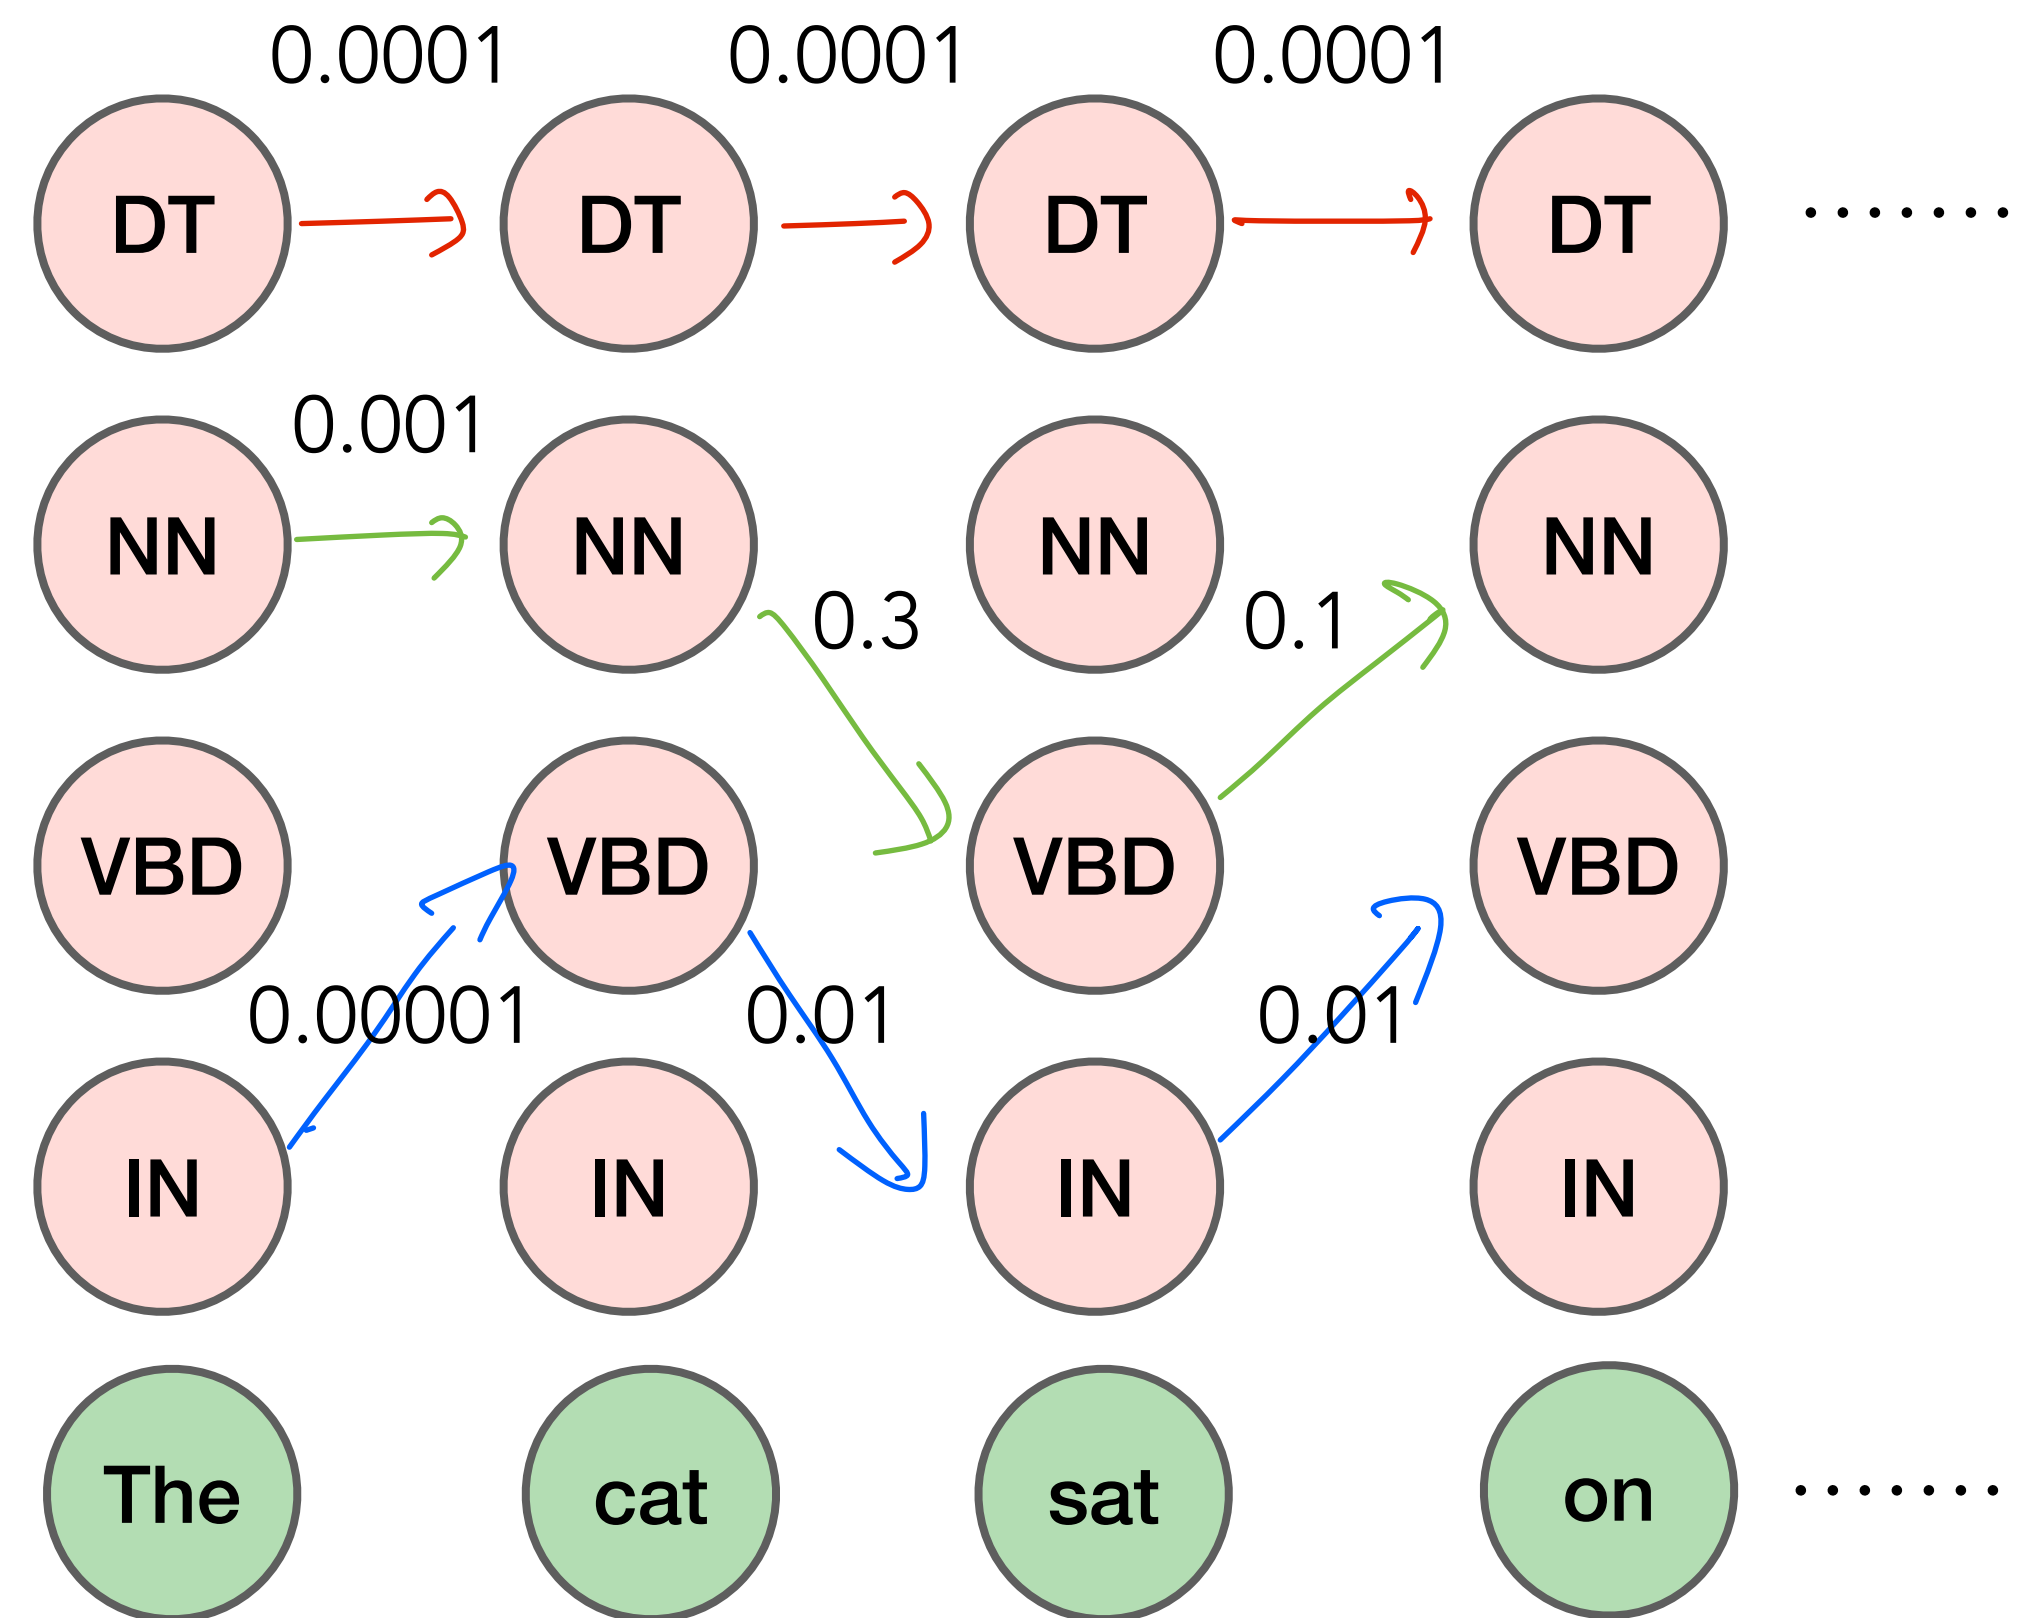 0.0001 0.0001 0.0001
DT DT DT DT .......
0.001
NN NN NN NN
0.3 0.1
VBD VBD VBD VBD
0.00001 0.01 0.01
IN IN IN IN
The cat sat on .......